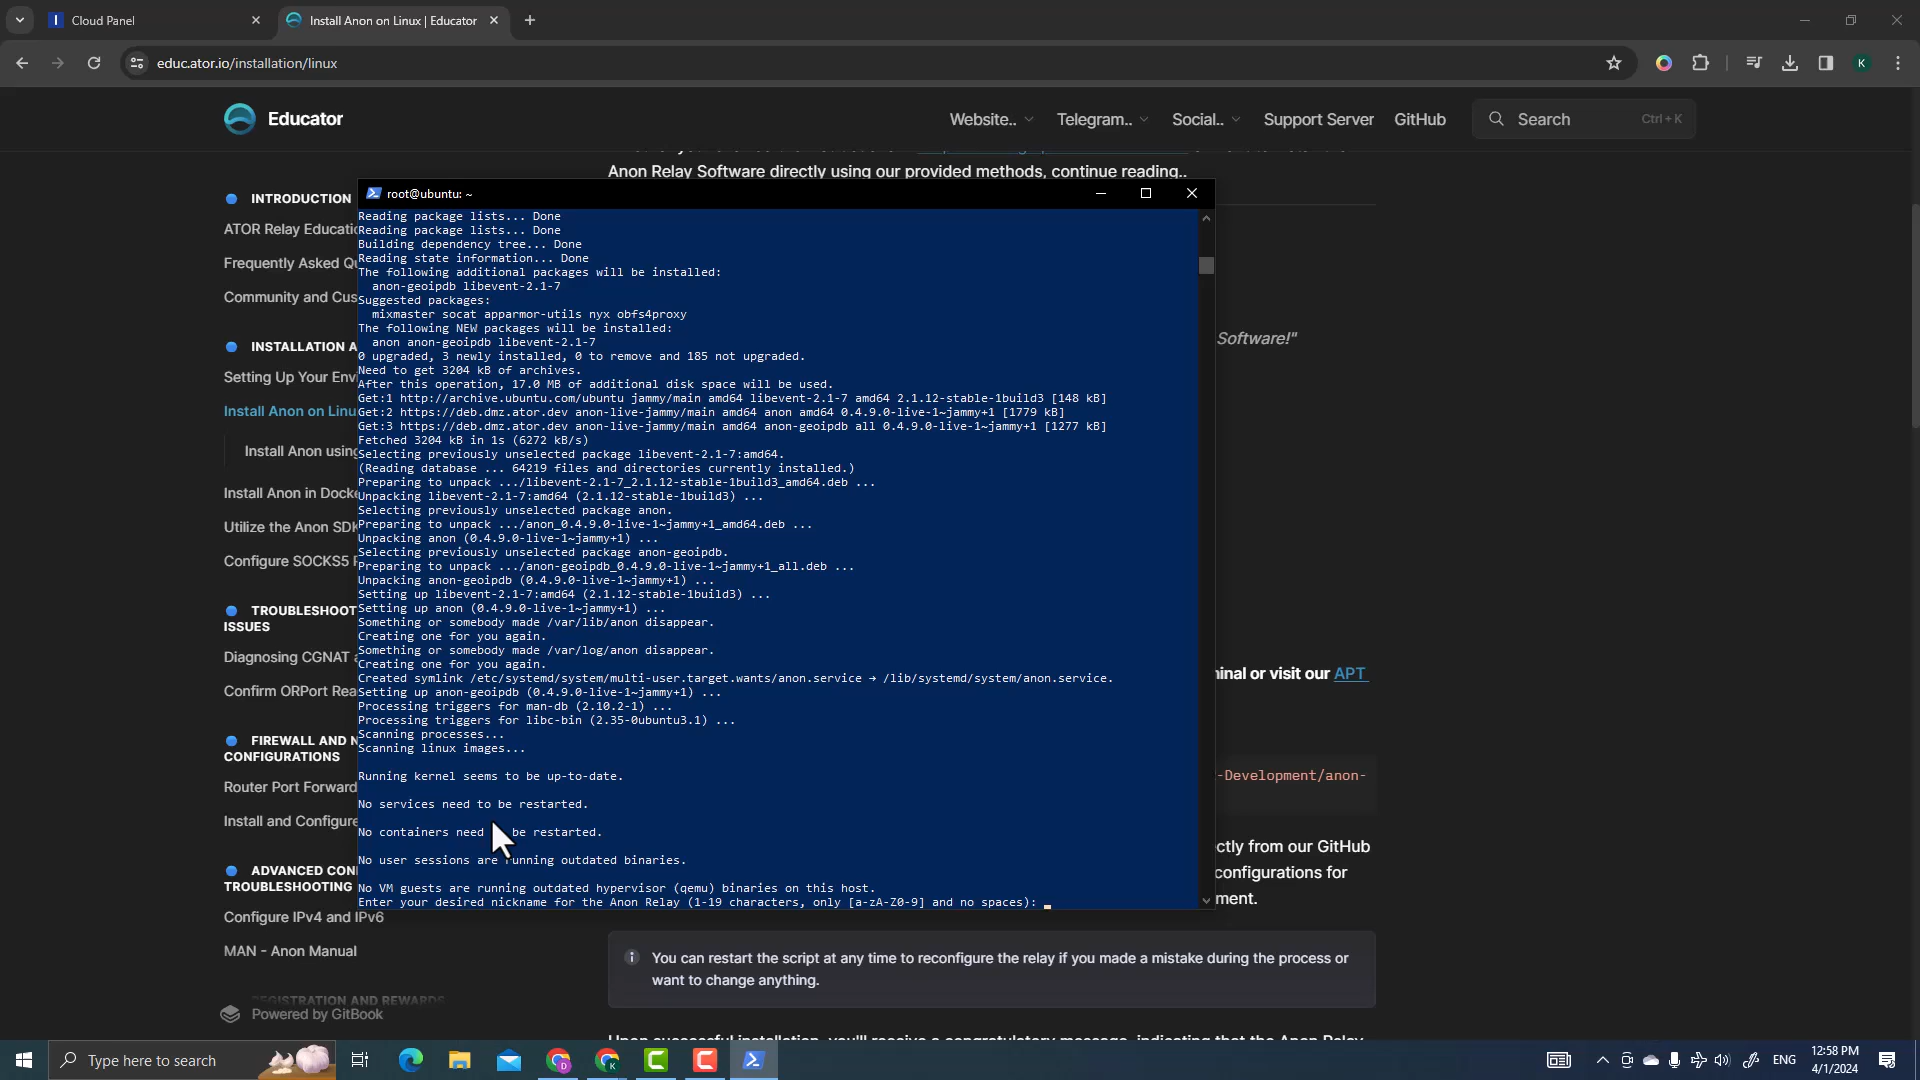 Cloud Panel
Install Anon on Linux | Educator
educ.ator.io/installation/linux
K
Educator
Website..
Telegram..
Social..
Support Server
GitHub
Search
Ctrl + K
Anon Relay Software directly using our provided methods, continue reading..
INTRODUCTION
ATOR Relay Educati
Frequently Asked Qu
Community and Cus
INSTALLATION A
Setting Up Your Env
Install Anon on Linu
Install Anon using
Install Anon in Docke
Utilize the Anon SDK
Configure SOCKS5 P
TROUBLESHOOT
ISSUES
Diagnosing CGNAT a
Confirm ORPort Rea
FIREWALL AND N
CONFIGURATIONS
Router Port Forward
Install and Configure
ADVANCED CON
TROUBLESHOOTING
Configure IPv4 and IPv6
MAN - Anon Manual
REGISTRATION AND REWARDS
Powered by GitBook
root@ubuntu: ~
Reading package lists... Done
Reading package lists... Done
Building dependency tree... Done
Reading state information... Done
The following additional packages will be installed:
anon-geoipdb libevent-2.1-7
Suggested packages:
mixmaster socat apparmor-utils nyx obfs4proxy
The following NEW packages will be installed:
anon anon-geoipdb libevent-2.1-7
0 upgraded, 3 newly installed, 0 to remove and 185 not upgraded.
Need to get 3204 kB of archives.
After this operation, 17.0 MB of additional disk space will be used.
Get:1 http://archive.ubuntu.com/ubuntu jammy/main amd64 libevent-2.1-7 amd64 2.1.12-stable-1build3 [148 kB]
Get:2 https://deb.dmz.ator.dev anon-live-jammy/main amd64 anon amd64 0.4.9.0-live-1~jammy+1 [1779 kB]
Get:3 https://deb.dmz.ator.dev anon-live-jammy/main amd64 anon-geoipdb all 0.4.9.0-live-1~jammy+1 [1277 kB]
Fetched 3204 kB in 1s (6272 kB/s)
Selecting previously unselected package libevent-2.1-7:amd64.
(Reading database ... 64219 files and directories currently installed.)
Preparing to unpack .../libevent-2.1-7_2.1.12-stable-1build3_amd64.deb ...
Unpacking libevent-2.1-7:amd64 (2.1.12-stable-1build3) ...
Selecting previously unselected package anon.
Preparing to unpack .../anon_0.4.9.0-live-1~jammy+1_amd64.deb ...
Unpacking anon (0.4.9.0-live-1~jammy+1) ...
Selecting previously unselected package anon-geoipdb.
Preparing to unpack .../anon-geoipdb_0.4.9.0-live-1~jammy+1_all.deb ...
Unpacking anon-geoipdb (0.4.9.0-live-1~jammy+1) ...
Setting up libevent-2.1-7:amd64 (2.1.12-stable-1build3) ...
Setting up anon (0.4.9.0-live-1~jammy+1) ...
Something or somebody made /var/lib/anon disappear.
Creating one for you again.
Something or somebody made /var/log/anon disappear.
Creating one for you again.
Created symlink /etc/systemd/system/multi-user.target.wants/anon.service → /lib/systemd/system/anon.service.
Setting up anon-geoipdb (0.4.9.0-live-1~jammy+1) ...
Processing triggers for man-db (2.10.2-1) ...
Processing triggers for libc-bin (2.35-0ubuntu3.1) ...
Scanning processes...
Scanning linux images...
Running kernel seems to be up-to-date.
No services need to be restarted.
No containers need be restarted.
No user sessions are running outdated binaries.
No VM guests are running outdated hypervisor (qemu) binaries on this host.
Enter your desired nickname for the Anon Relay (1-19 characters, only [a-zA-Z0-9] and no spaces):
Software!"
inal or visit our APT
-Development/anon-
ctly from our GitHub
configurations for
ment.
You can restart the script at any time to reconfigure the relay if you made a mistake during the process or
want to change anything.
Upon successful installation, you'll receive a congratulatory message, indicating that the Anon Relay
Type here to search
ENG
12:58 PM
4/1/2024